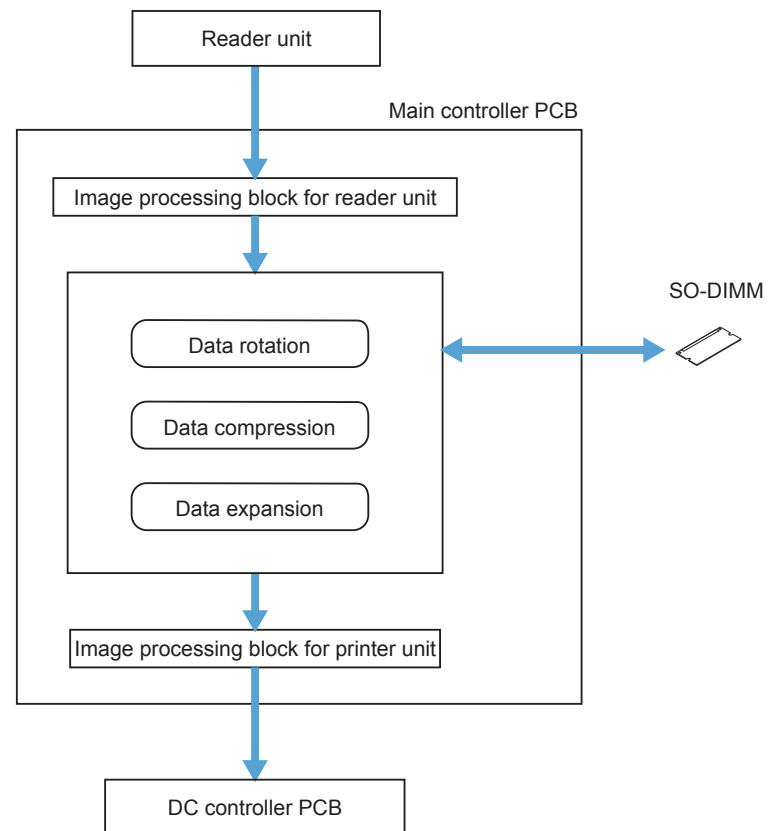 Reader unit
Main controller PCB
Image processing block for reader unit
SO-DIMM
Data rotation
Data compression
Data expansion
Image processing block for printer unit
DC controller PCB